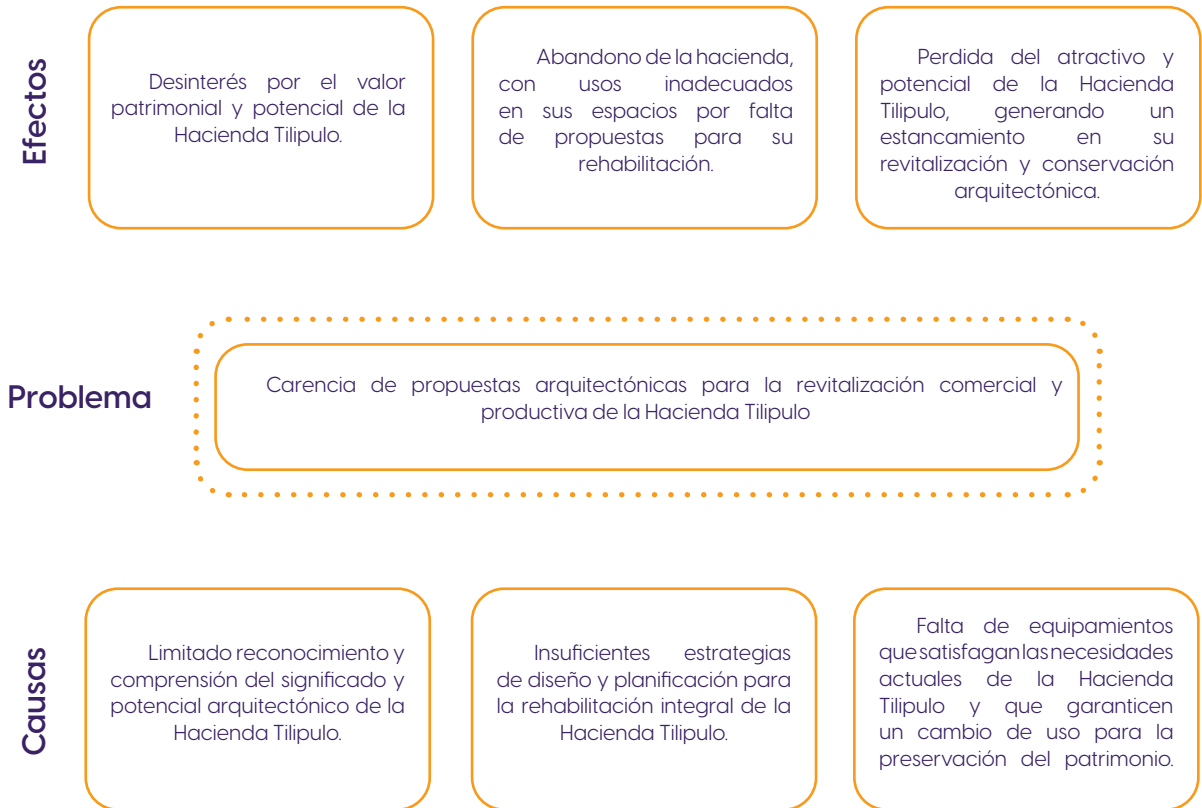 Efectos
Desinterés por el valor
patrimonial y potencial de la
Hacienda Tilipulo.
Abandono de la hacienda,
con usos inadecuados
en sus espacios por falta
de propuestas para su
rehabilitación.
Perdida del atractivo y
potencial de la Hacienda
Tilipulo, generando un
estancamiento en su
revitalización y conservación
arquitectónica.
Problema
Carencia de propuestas arquitectónicas para la revitalización comercial y
productiva de la Hacienda Tilipulo
Causas
Limitado reconocimiento y
comprensión del significado y
potencial arquitectónico de la
Hacienda Tilipulo.
Insuficientes estrategias
de diseño y planificación para
la rehabilitación integral de la
Hacienda Tilipulo.
Falta de equipamientos
que satisfagan las necesidades
actuales de la Hacienda
Tilipulo y que garanticen
un cambio de uso para la
preservación del patrimonio.